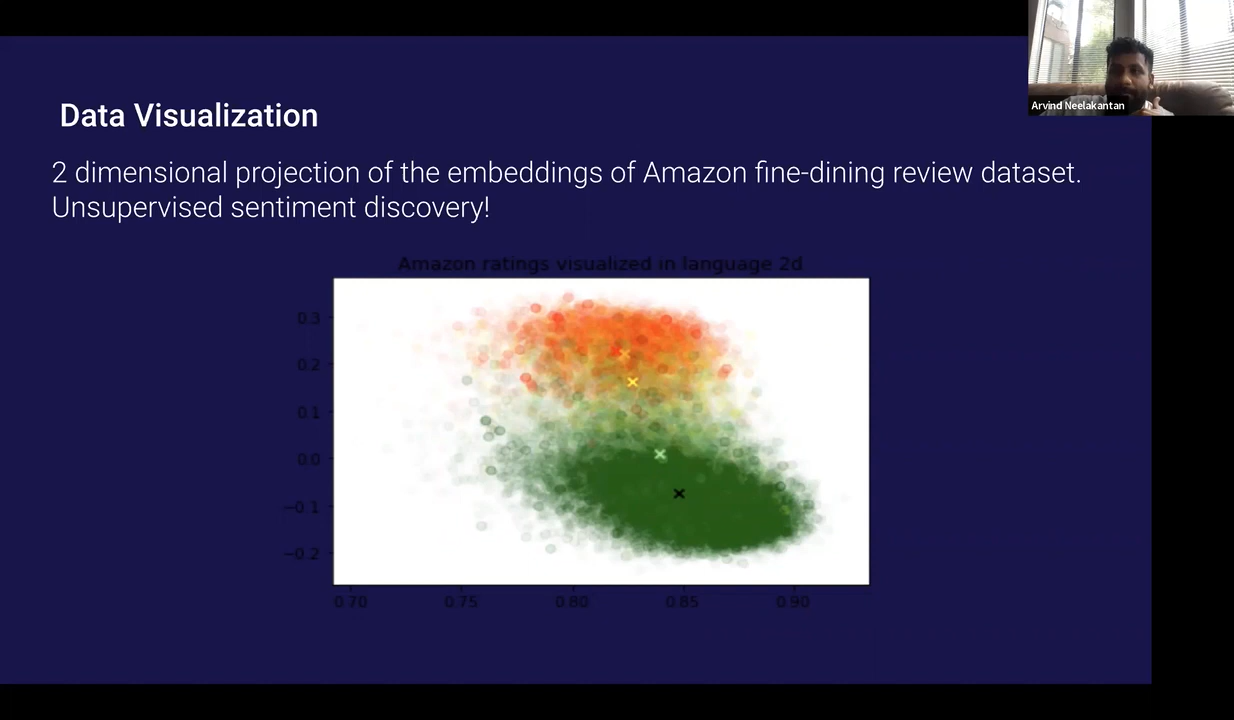 Arvind Neelakantan
Data Visualization
2 dimensional projection of the embeddings of Amazon fine-dining review dataset.
Unsupervised sentiment discovery!
Amazon ratings visualized in language 2d
0.3
0.2
0.1
0.0
−0.1
−0.2
0.70 0.75 0.80 0.85 0.90